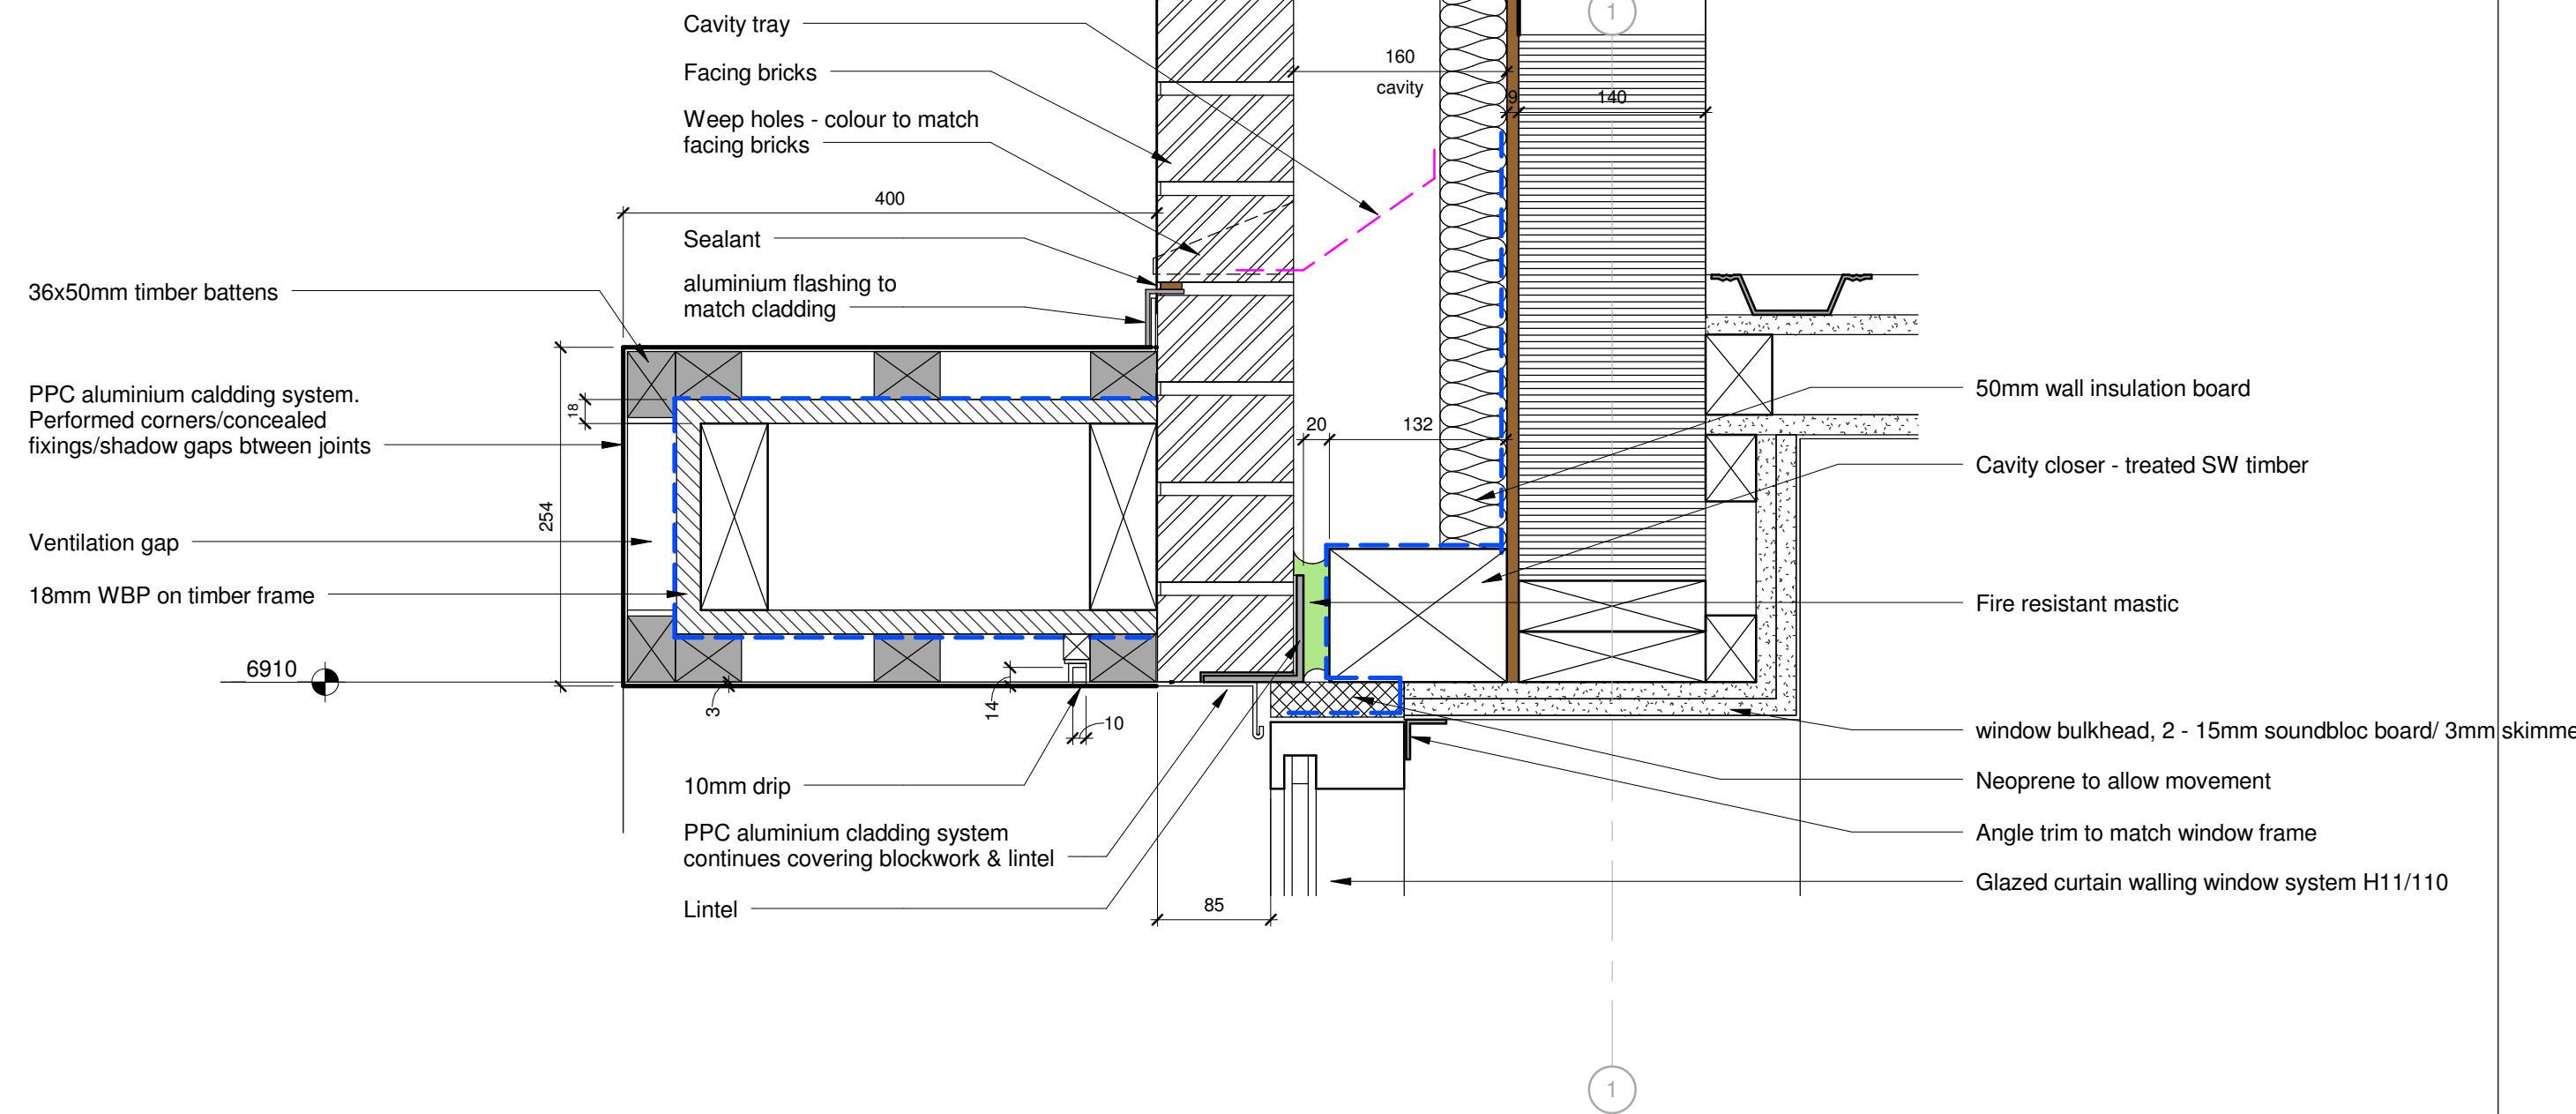 1
Cavity tray
160
cavity
Facing bricks
9
140
Weep holes - colour to match
facing bricks
400
Sealant
aluminium flashing to
match cladding
36x50mm timber battens
PPC aluminium caldding system.
Performed corners/concealed
fixings/shadow gaps btween joints
18
50mm wall insulation board
20
132
Cavity closer - treated SW timber
254
Ventilation gap
18mm WBP on timber frame
Fire resistant mastic
6910
3
14
10
window bulkhead, 2 - 15mm soundbloc board/ 3mm skimme
10mm drip
Neoprene to allow movement
PPC aluminium cladding system
continues covering blockwork & lintel
Angle trim to match window frame
Glazed curtain walling window system H11/110
Lintel
85
1